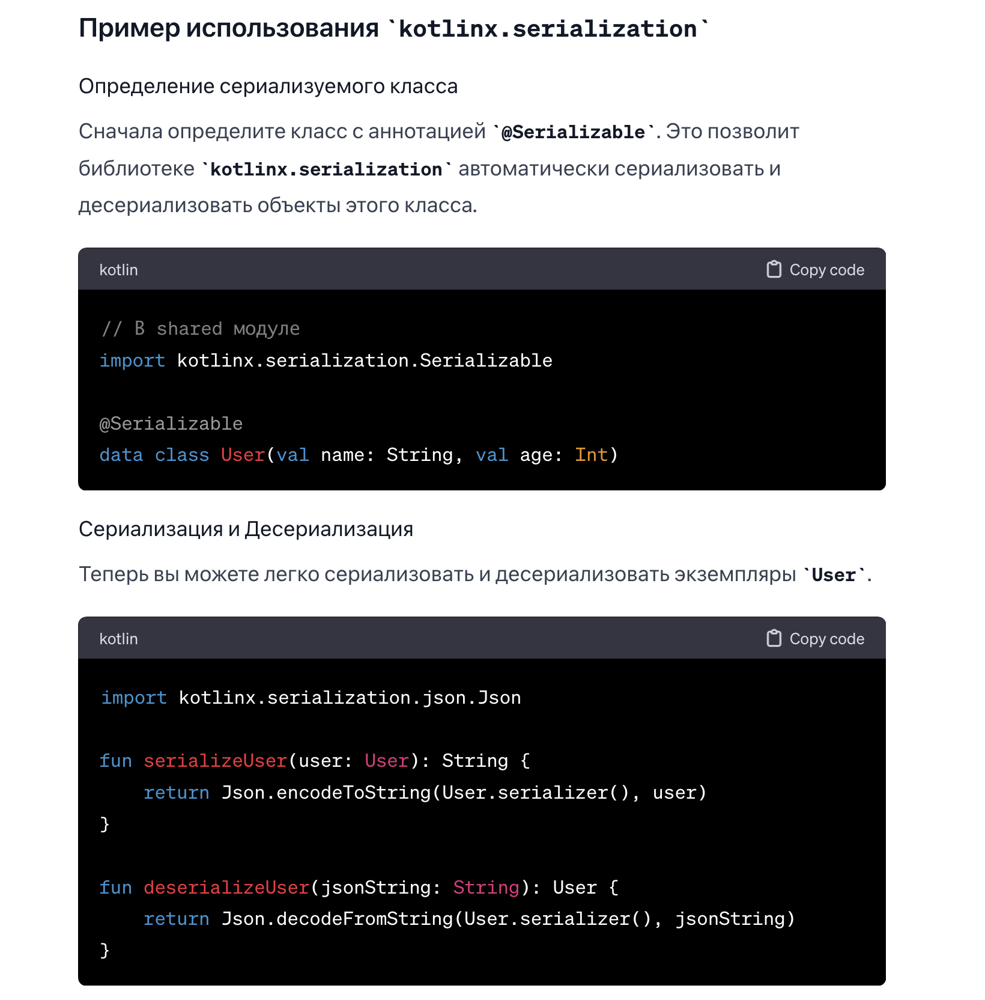 Пример использования `kotlinx.serialization`
Определение сериализуемого класса
Сначала определите класс с аннотацией `@Serializable`. Это позволит
библиотеке `kotlinx.serialization` автоматически сериализовать и
десериализовать объекты этого класса.
kotlin Copy code
// В shared модуле
import kotlinx.serialization.Serializable
@Serializable
data class User(val name: String, val age: Int)
Сериализация и Десериализация
Теперь вы можете легко сериализовать и десериализовать экземпляры `User`.
kotlin Copy code
import kotlinx.serialization.json.Json
fun serializeUser(user: User): String {
    return Json.encodeToString(User.serializer(), user)
}
fun deserializeUser(jsonString: String): User {
    return Json.decodeFromString(User.serializer(), jsonString)
}